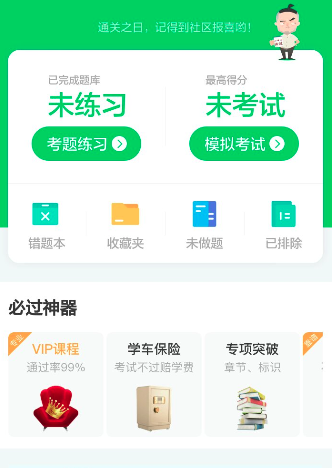 通关之日，记得到社区报喜哟！
已完成题库
最高得分
未练习
未考试
考题练习
模拟考试
错题本
收藏夹
未做题
已排除
必过神器
专业
VIP课程
学车保险
专项突破
通过率99%
考试不过赔学费
章节、标识